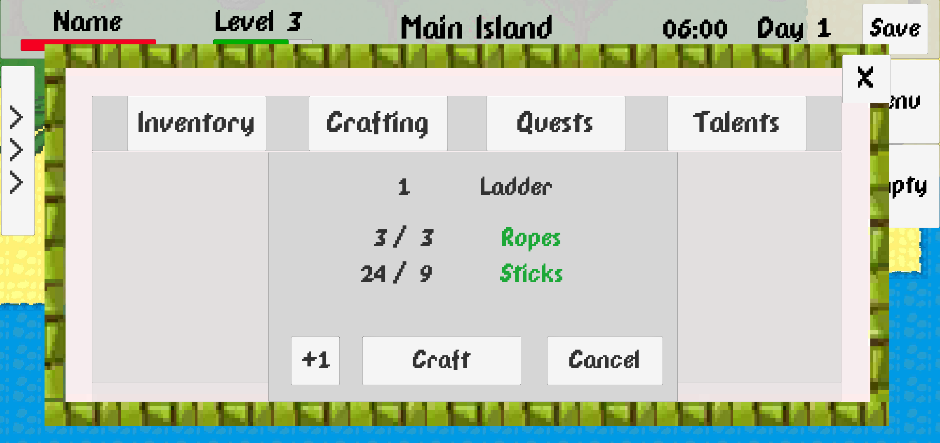 Name Level 3 Main Island 06:00 Day 1 Save
X
Inventory Crafting Quests Talents
1 Ladder
3 / 3 Ropes
24 / 9 Sticks
+1 Craft Cancel